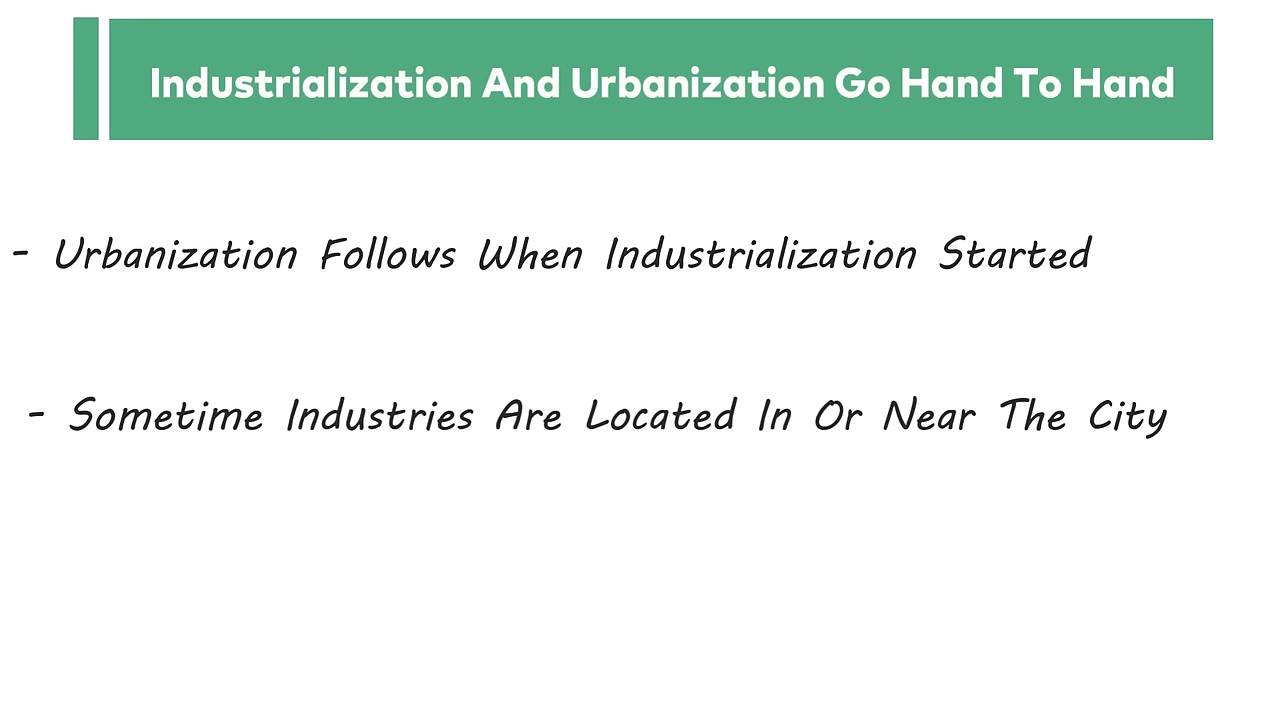 Industrialization And Urbanization Go Hand To Hand
- Urbanization Follows When Industrialization Started
- Sometime Industries Are Located In Or Near The City